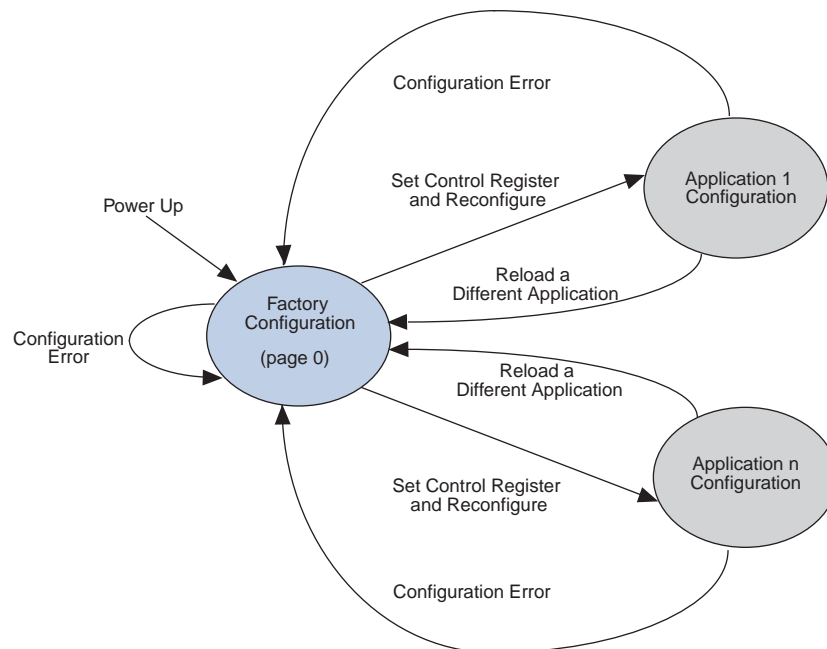 Configuration Error
Set Control Register
and Reconfigure
Application 1
Configuration
Power Up
Reload a
Different Application
Factory
Configuration
(page 0)
Configuration
Error
Reload a
Different Application
Application n
Configuration
Set Control Register
and Reconfigure
Configuration Error